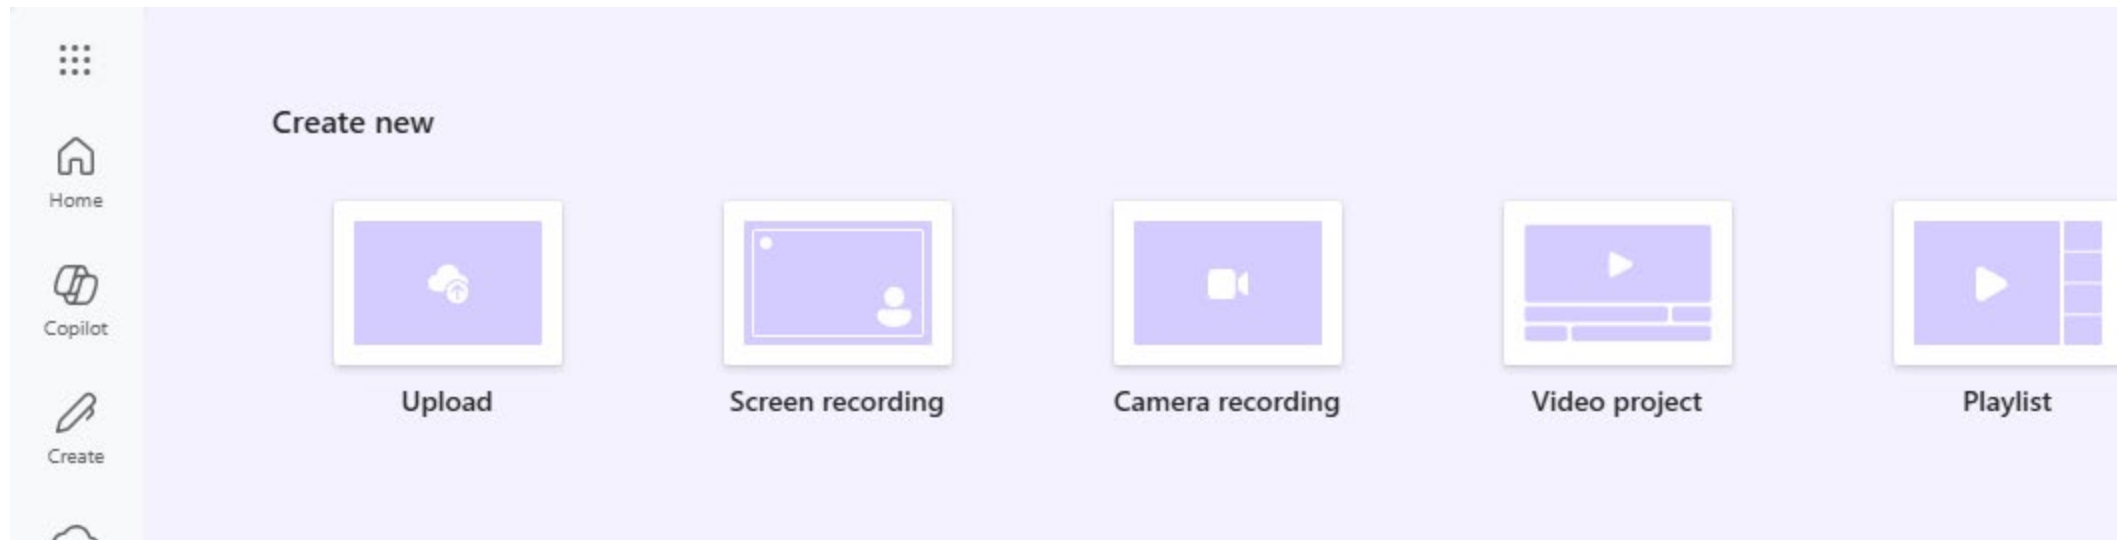 Home
Copilot
Create
Create new
Upload
Screen recording
Camera recording
Video project
Playlist